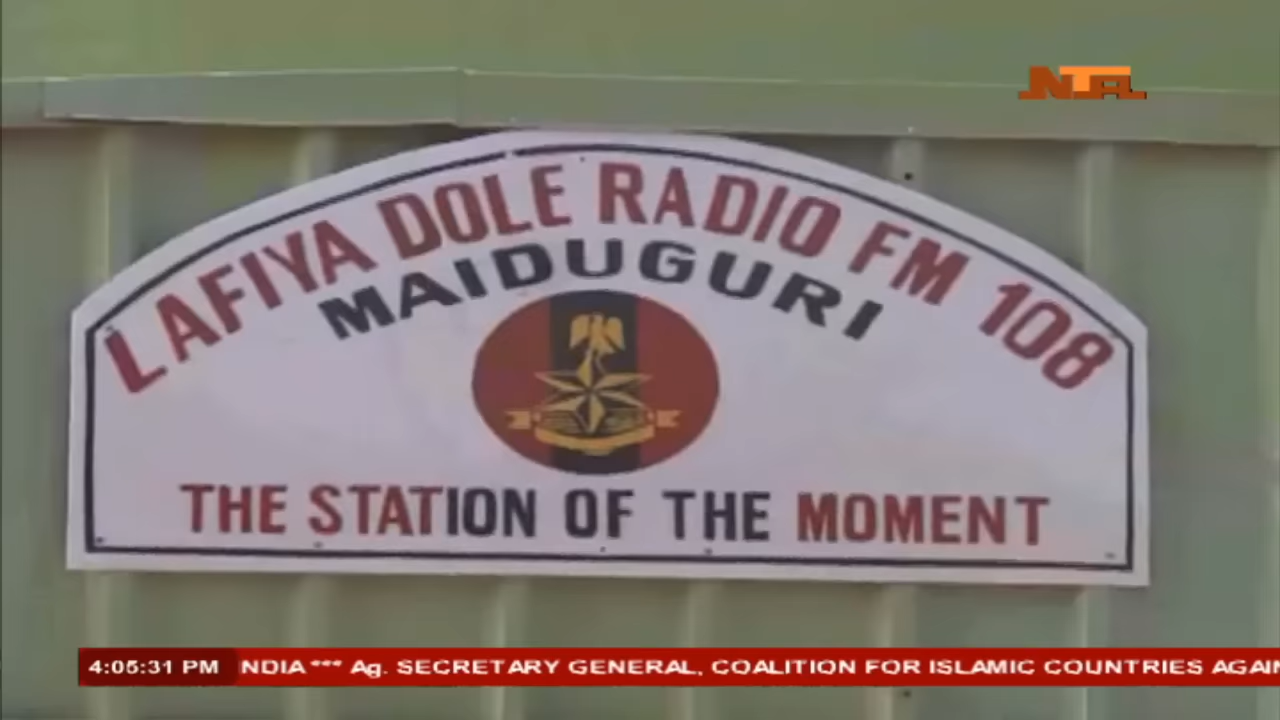 NTA
LAFIYA DOLE RADIO FM 108
MAIDUGURI
THE STATION OF THE MOMENT
4:05:31 PM NDIA *** Ag. SECRETARY GENERAL, COALITION FOR ISLAMIC COUNTRIES AGAIN